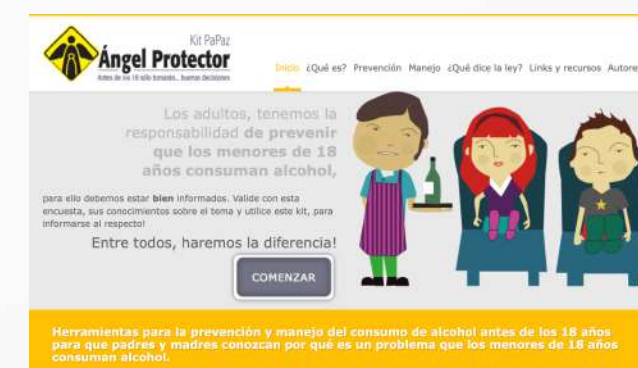 Kit PaPaz
Ángel Protector
Antes de los 18 sólo tomarás... buenas decisiones
Inicio ¿Qué es? Prevención Manejo ¿Qué dice la ley? Links y recursos Autore
Los adultos, tenemos la
responsabilidad de prevenir
que los menores de 18
años consuman alcohol,
para ello debemos estar bien informados. Valide con esta
encuesta, sus conocimientos sobre el tema y utilice este kit, para
informarse al respecto!
Entre todos, haremos la diferencia!
COMENZAR
Herramientas para la prevención y manejo del consumo de alcohol antes de los 18 años
para que padres y madres conozcan por qué es un problema que los menores de 18 años
consuman alcohol.